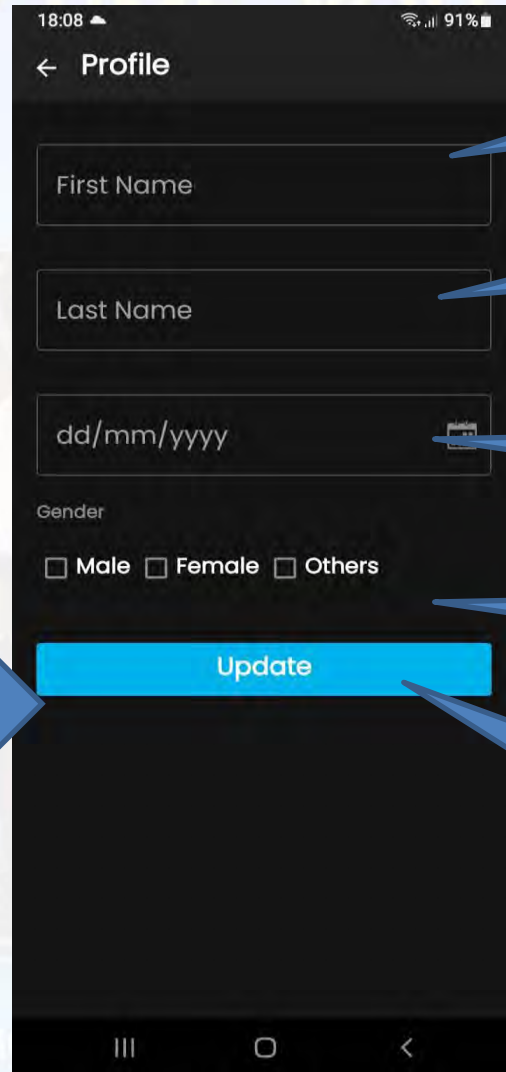 18:08 91%
Profile
First Name
Last Name
dd/mm/yyyy
Gender
Male Female Others
Update